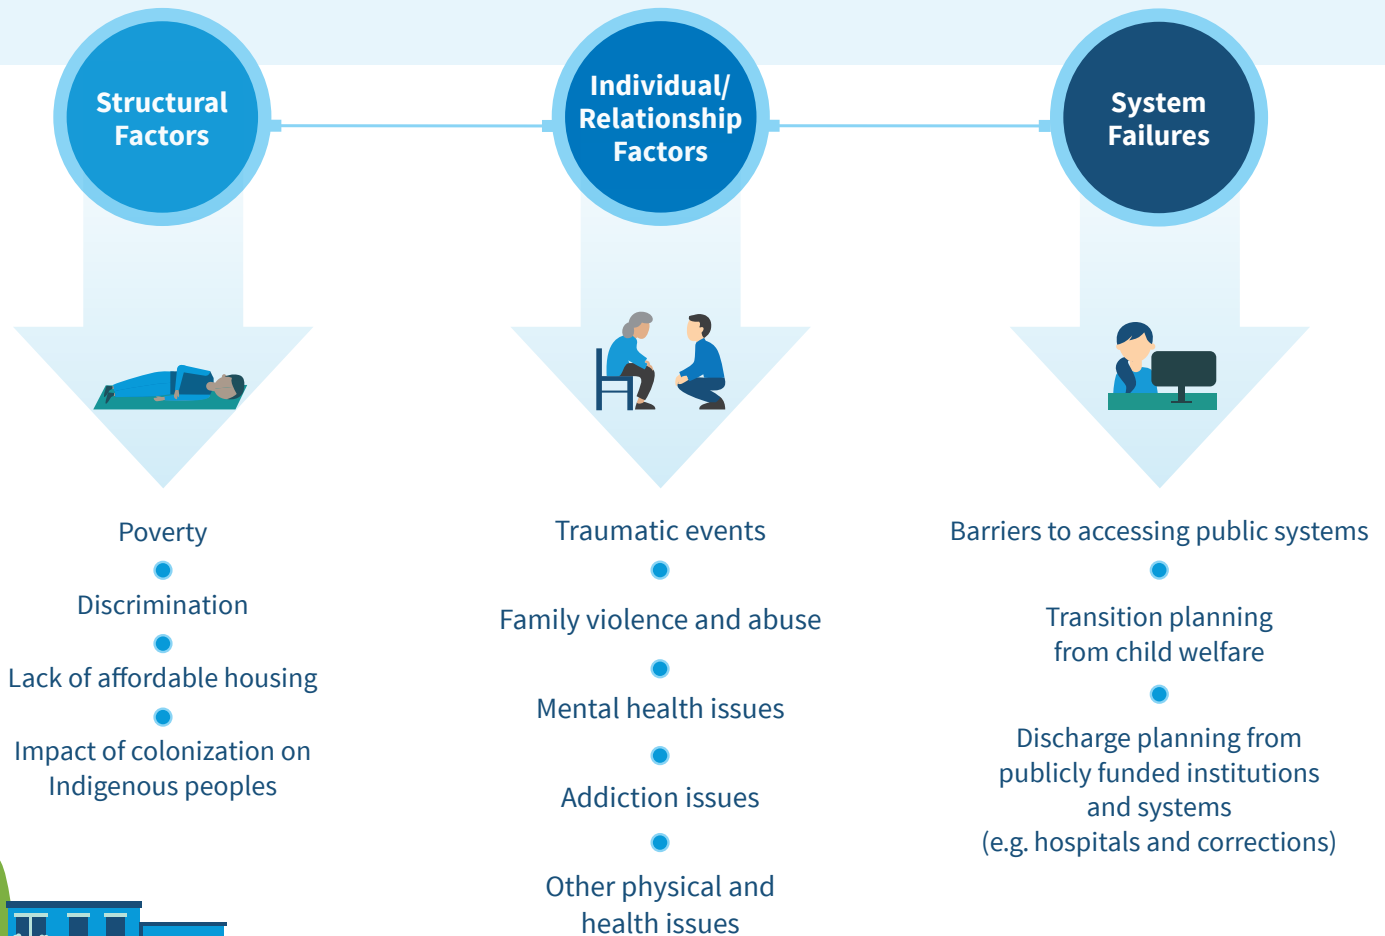 Structural
Factors
Individual/
Relationship
Factors
System
Failures
Poverty
Discrimination
Lack of affordable housing
Impact of colonization on
Indigenous peoples
Traumatic events
Family violence and abuse
Mental health issues
Addiction issues
Other physical and
health issues
Barriers to accessing public systems
Transition planning
from child welfare
Discharge planning from
publicly funded institutions
and systems
(e.g. hospitals and corrections)